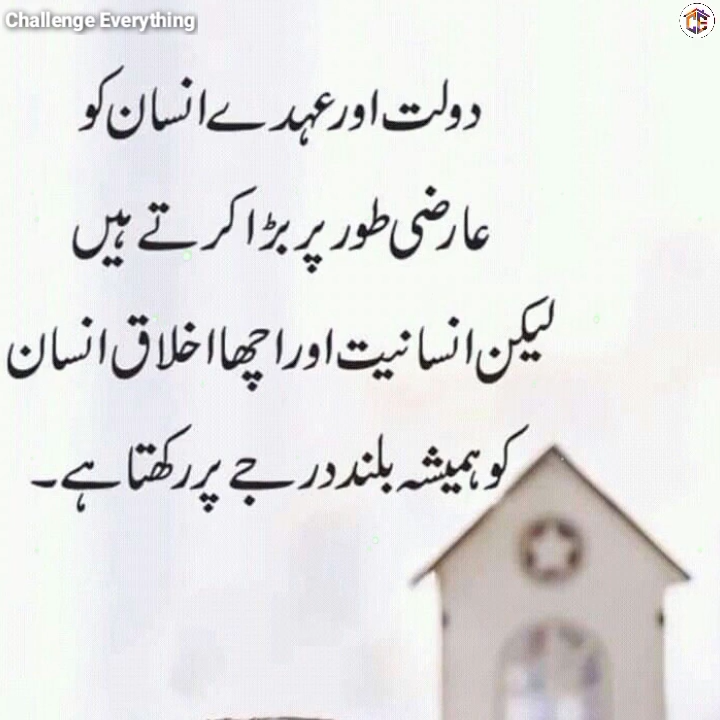 Challenge Everything
دولت اور عہدے انسان کو
عارضی طور پر بڑا کرتے ہیں
لیکن انسانیت اور اچھا اخلاق انسان
کو ہمیشہ بلند درجے پر رکھتا ہے۔